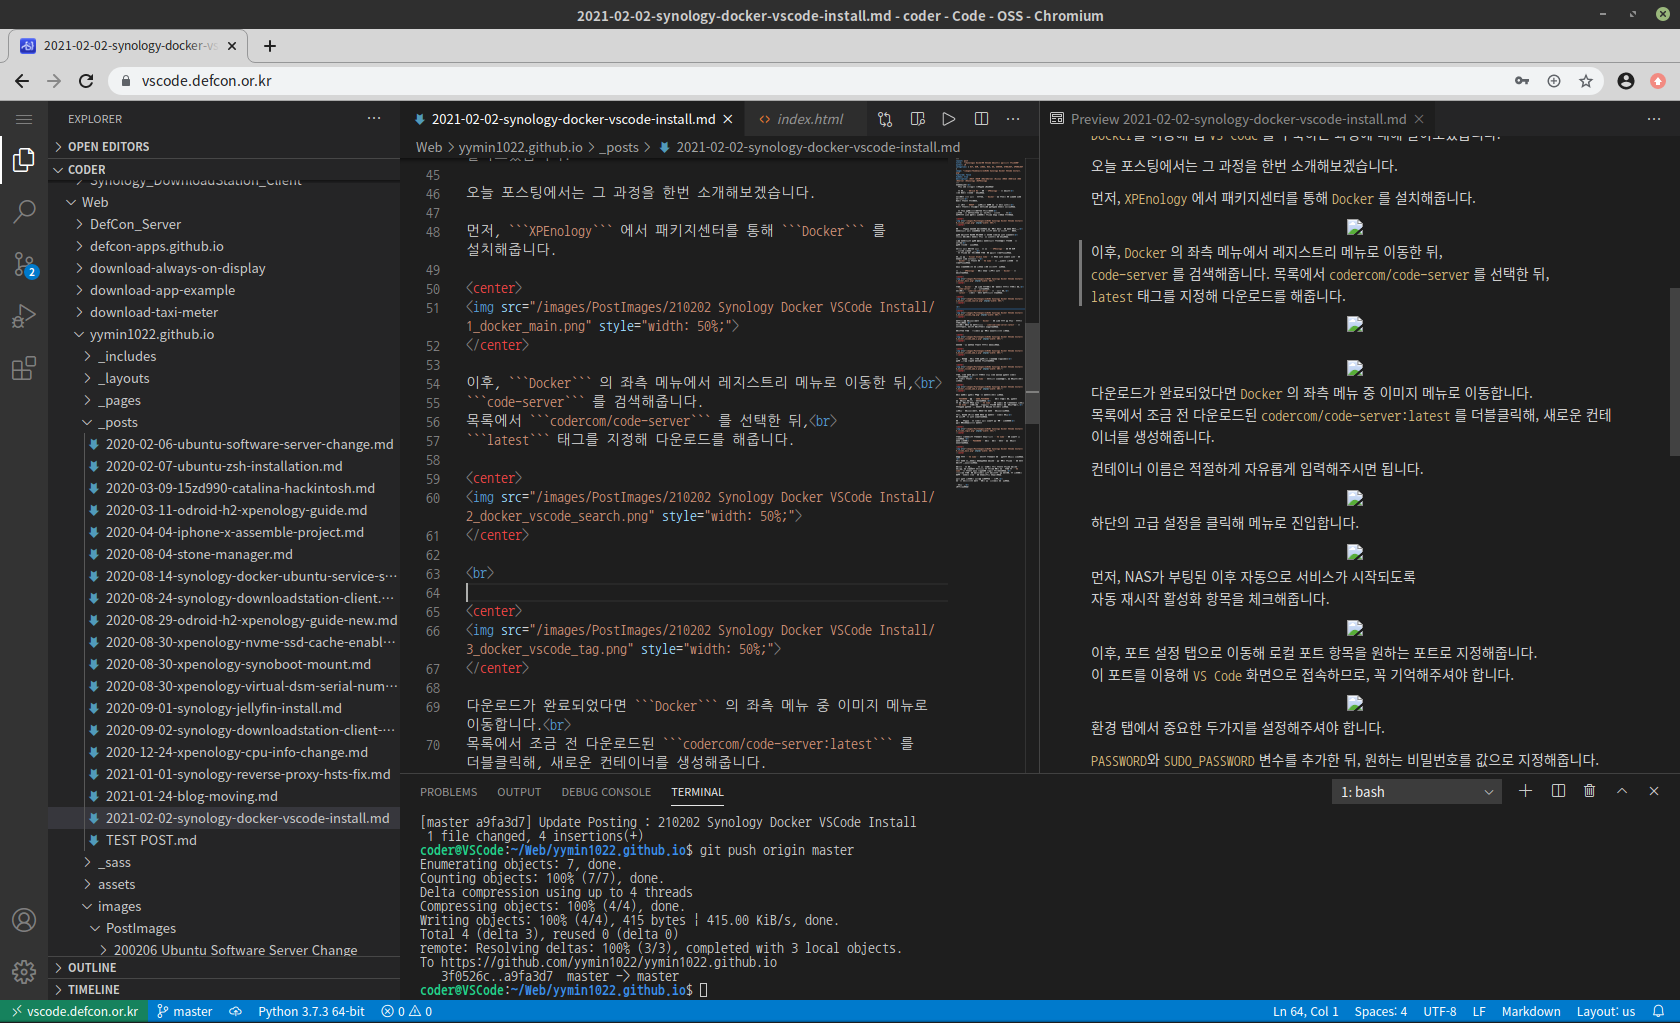 2021-02-02-synology-docker-vscode-install.md - coder - Code - OSS - Chromium
2021-02-02-synology-docker-vs
vscode.defcon.or.kr
EXPLORER
OPEN EDITORS
CODER
Synology_DownloadStation_Client
Web
DefCon_Server
defcon-apps.github.io
download-always-on-display
download-app-example
download-taxi-meter
yymin1022.github.io
_includes
_layouts
_pages
_posts
2020-02-06-ubuntu-software-server-change.md
2020-02-07-ubuntu-zsh-installation.md
2020-03-09-15zd990-catalina-hackintosh.md
2020-03-11-odroid-h2-xpenology-guide.md
2020-04-04-iphone-x-assemble-project.md
2020-08-04-stone-manager.md
2020-08-14-synology-docker-ubuntu-service-s···
2020-08-24-synology-downloadstation-client.···
2020-08-29-odroid-h2-xpenology-guide-new.md
2020-08-30-xpenology-nvme-ssd-cache-enabl···
2020-08-30-xpenology-synoboot-mount.md
2020-08-30-xpenology-virtual-dsm-serial-num···
2020-09-01-synology-jellyfin-install.md
2020-09-02-synology-downloadstation-client-···
2020-12-24-xpenology-cpu-info-change.md
2021-01-01-synology-reverse-proxy-hsts-fix.md
2021-01-24-blog-moving.md
2021-02-02-synology-docker-vscode-install.md
TEST POST.md
_sass
assets
images
PostImages
200206 Ubuntu Software Server Change
OUTLINE
TIMELINE
2
2021-02-02-synology-docker-vscode-install.md
index.html
Web > yymin1022.github.io > _posts > 2021-02-02-synology-docker-vscode-install.md
45
46 오늘 포스팅에서는 그 과정을 한번 소개해보겠습니다.
47
48 먼저, ```XPEnology``` 에서 패키지센터를 통해 ```Docker``` 를
설치해줍니다.
49
50 <center>
51 <img src="/images/PostImages/210202 Synology Docker VSCode Install/
1_docker_main.png" style="width: 50%;">
52 </center>
53
54 이후, ```Docker``` 의 좌측 메뉴에서 레지스트리 메뉴로 이동한 뒤,<br>
55 ```code-server``` 를 검색해줍니다.
56 목록에서 ```codercom/code-server``` 를 선택한 뒤,<br>
57 ```latest``` 태그를 지정해 다운로드를 해줍니다.
58
59 <center>
60 <img src="/images/PostImages/210202 Synology Docker VSCode Install/
2_docker_vscode_search.png" style="width: 50%;">
61 </center>
62
63 <br>
64
65 <center>
66 <img src="/images/PostImages/210202 Synology Docker VSCode Install/
3_docker_vscode_tag.png" style="width: 50%;">
67 </center>
68
69 다운로드가 완료되었다면 ```Docker``` 의 좌측 메뉴 중 이미지 메뉴로
이동합니다.<br>
70 목록에서 조금 전 다운로드된 ```codercom/code-server:latest``` 를
더블클릭해, 새로운 컨테이너를 생성해줍니다.
Preview 2021-02-02-synology-docker-vscode-install.md
오늘 포스팅에서는 그 과정을 한번 소개해보겠습니다.
먼저, XPEnology 에서 패키지센터를 통해 Docker 를 설치해줍니다.
이후, Docker 의 좌측 메뉴에서 레지스트리 메뉴로 이동한 뒤,
code-server 를 검색해줍니다. 목록에서 codercom/code-server 를 선택한 뒤,
latest 태그를 지정해 다운로드를 해줍니다.
다운로드가 완료되었다면 Docker 의 좌측 메뉴 중 이미지 메뉴로 이동합니다.
목록에서 조금 전 다운로드된 codercom/code-server:latest 를 더블클릭해, 새로운 컨테
이너를 생성해줍니다.
컨테이너 이름은 적절하게 자유롭게 입력해주시면 됩니다.
하단의 고급 설정을 클릭해 메뉴로 진입합니다.
먼저, NAS가 부팅된 이후 자동으로 서비스가 시작되도록
자동 재시작 활성화 항목을 체크해줍니다.
이후, 포트 설정 탭으로 이동해 로컬 포트 항목을 원하는 포트로 지정해줍니다.
이 포트를 이용해 VS Code 화면으로 접속하므로, 꼭 기억해주셔야 합니다.
환경 탭에서 중요한 두가지를 설정해주셔야 합니다.
PASSWORD와 SUDO_PASSWORD 변수를 추가한 뒤, 원하는 비밀번호를 값으로 지정해줍니다.
PROBLEMS OUTPUT DEBUG CONSOLE TERMINAL
1: bash
[master a9fa3d7] Update Posting : 210202 Synology Docker VSCode Install
1 file changed, 4 insertions(+)
coder@VSCode:~/Web/yymin1022.github.io$ git push origin master
Enumerating objects: 7, done.
Counting objects: 100% (7/7), done.
Delta compression using up to 4 threads
Compressing objects: 100% (4/4), done.
Writing objects: 100% (4/4), 415 bytes | 415.00 KiB/s, done.
Total 4 (delta 3), reused 0 (delta 0)
remote: Resolving deltas: 100% (3/3), completed with 3 local objects.
To https://github.com/yymin1022/yymin1022.github.io
3f0526c..a9fa3d7 master -> master
coder@VSCode:~/Web/yymin1022.github.io$
vscode.defcon.or.kr master Python 3.7.3 64-bit 0 0 Ln 64, Col 1 Spaces: 4 UTF-8 LF Markdown Layout: us